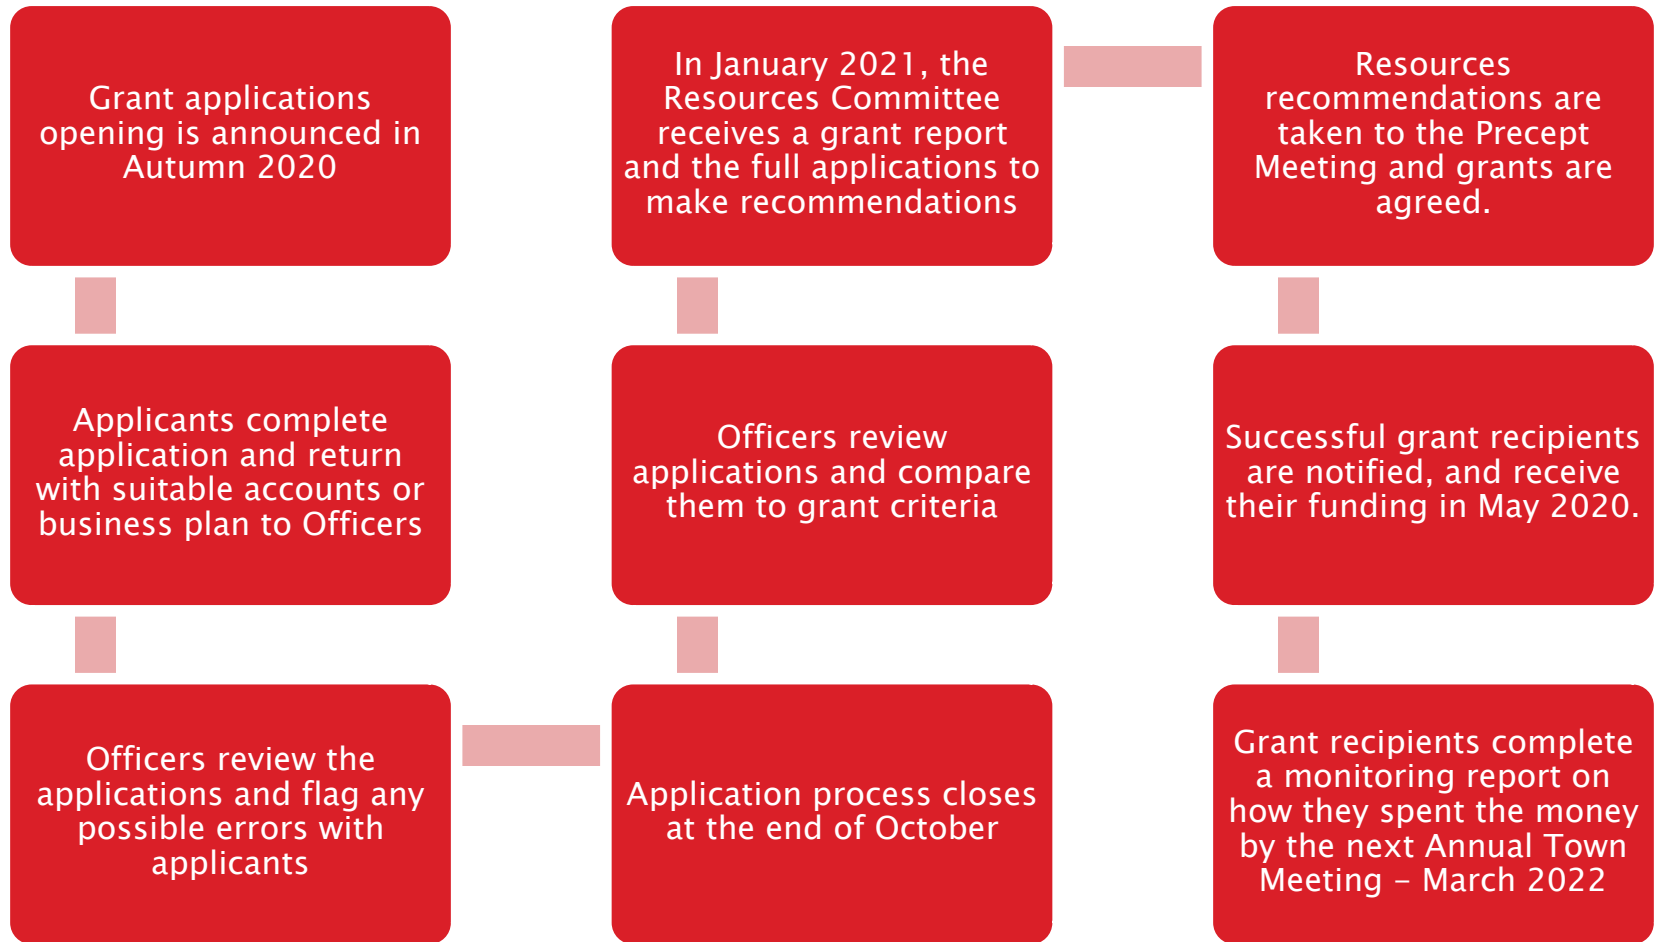 Grant applications
opening is announced in
Autumn 2020
Applicants complete
application and return
with suitable accounts or
business plan to Officers
Officers review the
applications and flag any
possible errors with
applicants
Application process closes
at the end of October
Officers review
applications and compare
them to grant criteria
In January 2021, the
Resources Committee
receives a grant report
and the full applications to
make recommendations
Resources
recommendations are
taken to the Precept
Meeting and grants are
agreed.
Successful grant recipients
are notified, and receive
their funding in May 2020.
Grant recipients complete
a monitoring report on
how they spent the money
by the next Annual Town
Meeting – March 2022